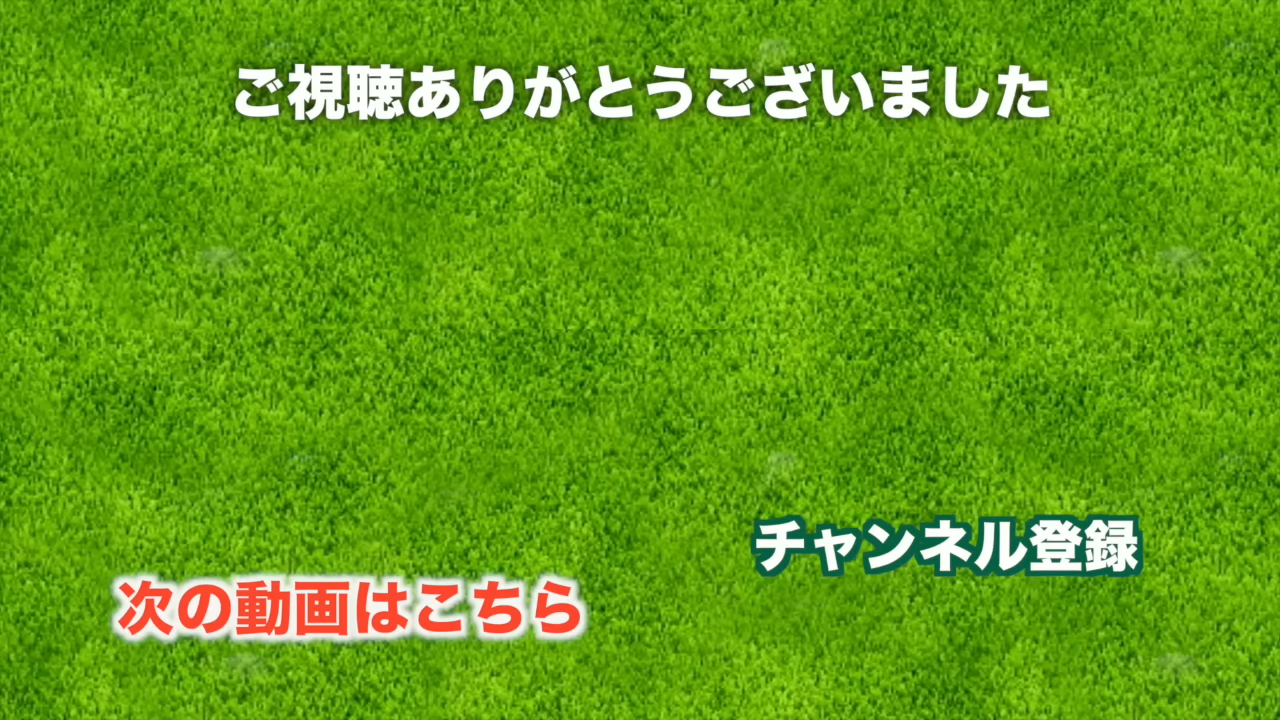 ご視聴ありがとうございました
チャンネル登録
次の動画はこちら